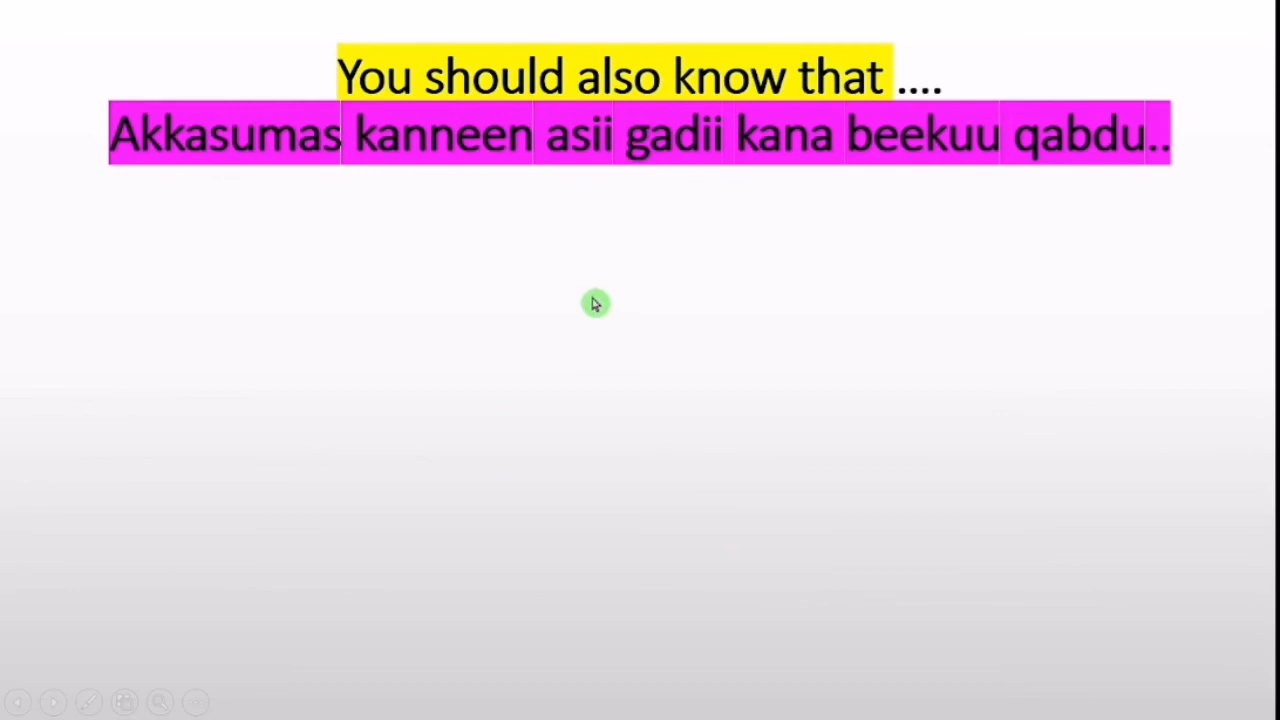 You should also know that ....
Akkasumas kanneen asii gadii kana beekuu qabdu..